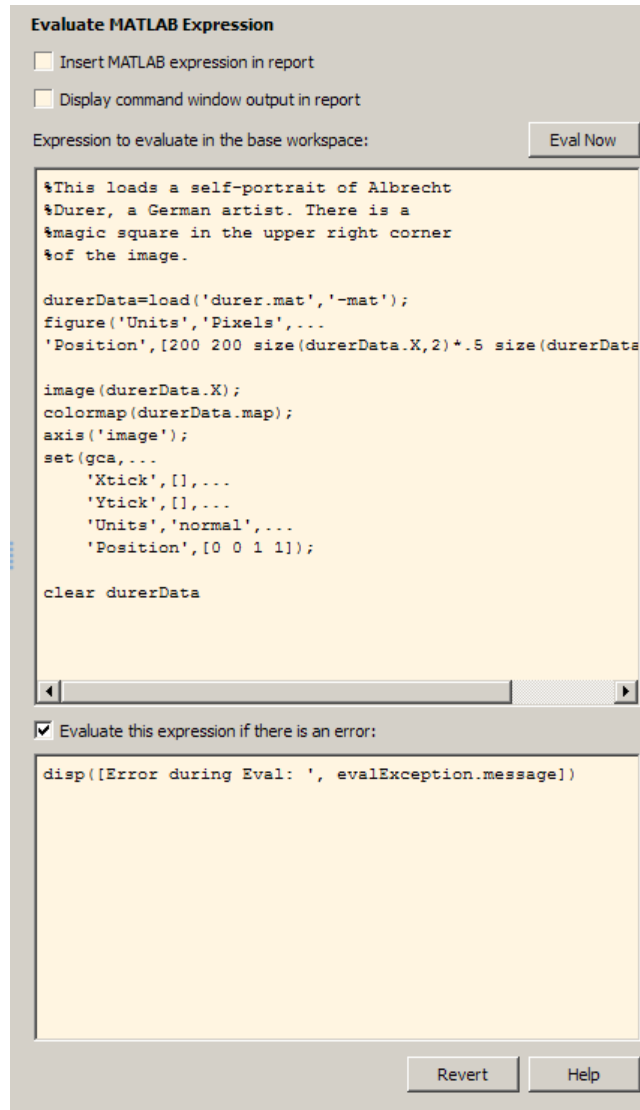 Evaluate MATLAB Expression
Insert MATLAB expression in report
Display command window output in report
Expression to evaluate in the base workspace:
Eval Now
%This loads a self-portrait of Albrecht
%Durer, a German artist. There is a
%magic square in the upper right corner
%of the image.
durerData=load('durer.mat','-mat');
figure('Units','Pixels',...
'Position',[200 200 size(durerData.X,2)*.5 size(durerData
image(durerData.X);
colormap(durerData.map);
axis('image');
set(gca,...
    'Xtick',[],...
    'Ytick',[],...
    'Units','normal',...
    'Position',[0 0 1 1]);
clear durerData
Evaluate this expression if there is an error:
disp([Error during Eval: ', evalException.message])
Revert
Help